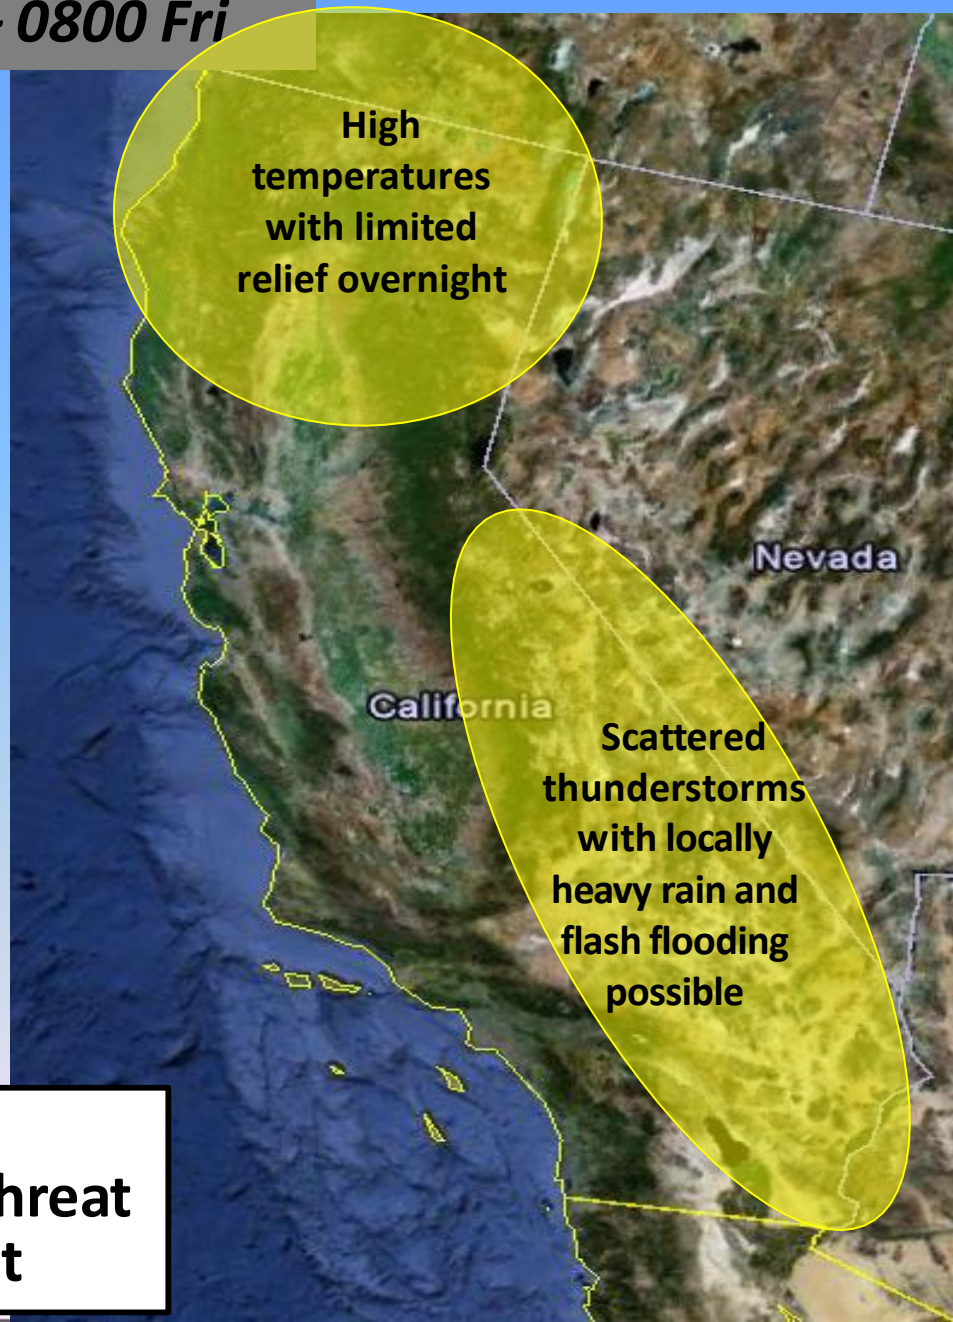 0800 Fri
High
temperatures
with limited
relief overnight
Nevada
California
Scattered
thunderstorms
with locally
heavy rain and
flash flooding
possible
hreat
t